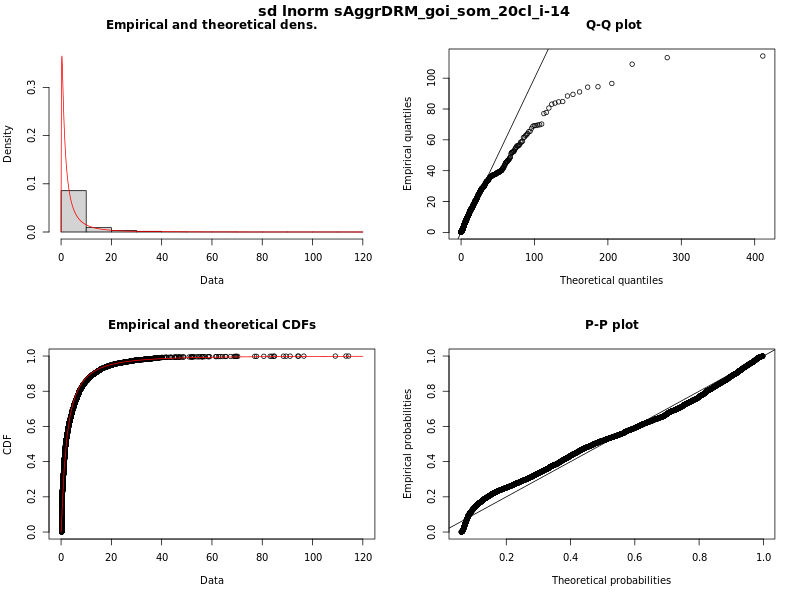 sd lnorm sAggrDRM_goi_som_20cl_i-14
Empirical and theoretical dens.
Density
0.0 0.1 0.2 0.3
0 20 40 60 80 100 120
Data
Q-Q plot
Empirical quantiles
0 20 40 60 80 100
0 100 200 300 400
Theoretical quantiles
Empirical and theoretical CDFs
CDF
0.0 0.2 0.4 0.6 0.8 1.0
0 20 40 60 80 100 120
Data
P-P plot
Empirical probabilities
0.0 0.2 0.4 0.6 0.8 1.0
0.2 0.4 0.6 0.8 1.0
Theoretical probabilities